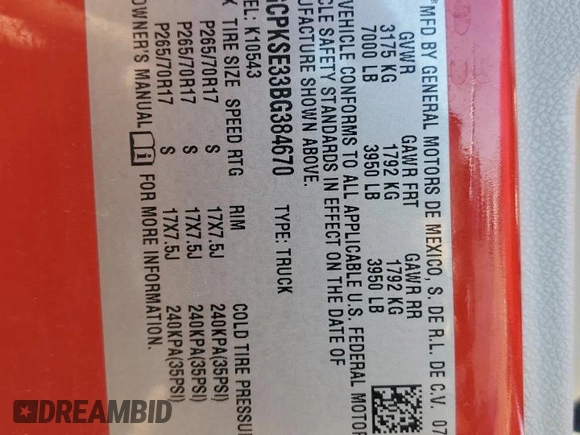 *MFD BY GENERAL MOTORS DE MEXICO, S. DE R.L. DE C.V. 07
GVWR GAWR FRT GAWR RR
3175 KG 1792 KG 1792 KG
7000 LB 3950 LB 3950 LB
VEHICLE CONFORMS TO ALL APPLICABLE U.S. FEDERAL MOTOR
ICLE SAFETY STANDARDS IN EFFECT ON THE DATE OF
UFACTURE SHOWN ABOVE.
GCPKSE33BG384670 TYPE: TRUCK
EL: K10543
TIRE SIZE SPEED RTG RIM COLD TIRE PRESSU
P265/70R17 S 17X7.5J 240KPA(35PSI)
P265/70R17 S 17X7.5J 240KPA(35PSI)
P265/70R17 S 17X7.5J 240KPA(35PSI)
OWNER'S MANUAL FOR MORE INFORMATION.
DREAMBID